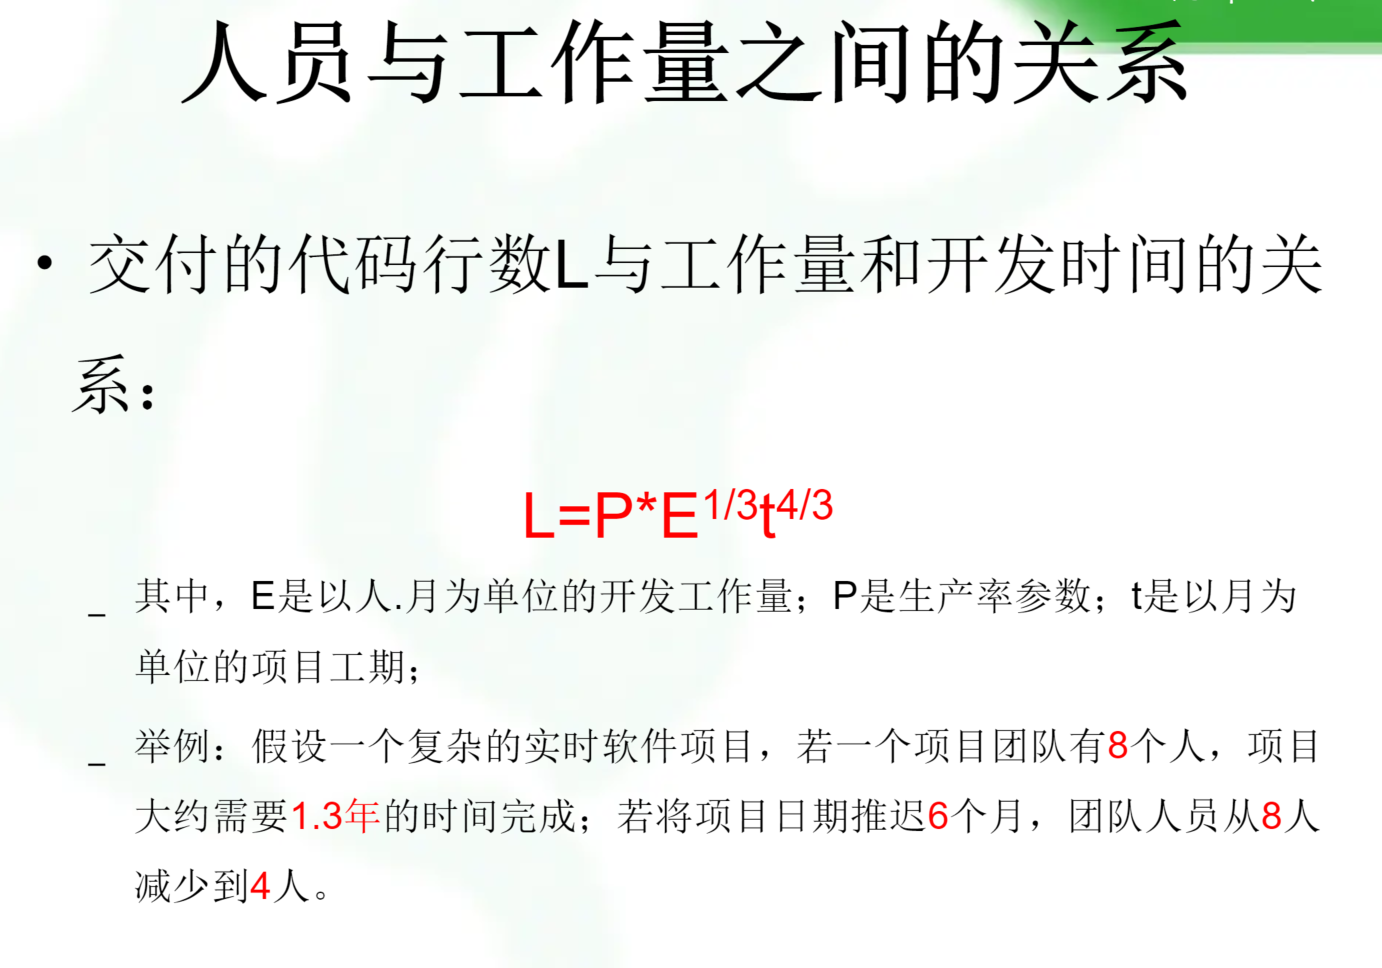 人员与工作量之间的关系
• 交付的代码行数L与工作量和开发时间的关
系：
L=P*E1/3t4/3
_ 其中，E是以人.月为单位的开发工作量；P是生产率参数；t是以月为
单位的项目工期；
_ 举例：假设一个复杂的实时软件项目，若一个项目团队有8个人，项目
大约需要1.3年的时间完成；若将项目日期推迟6个月，团队人员从8人
减少到4人。